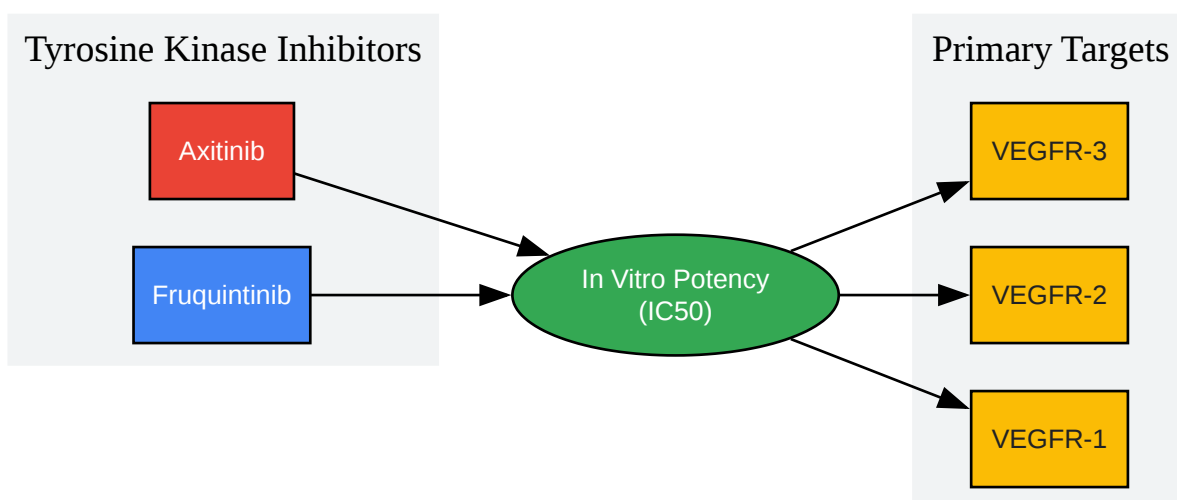 Tyrosine Kinase Inhibitors
Axitinib
Fruquintinib
In Vitro Potency
(IC50)
Primary Targets
VEGFR-3
VEGFR-2
VEGFR-1